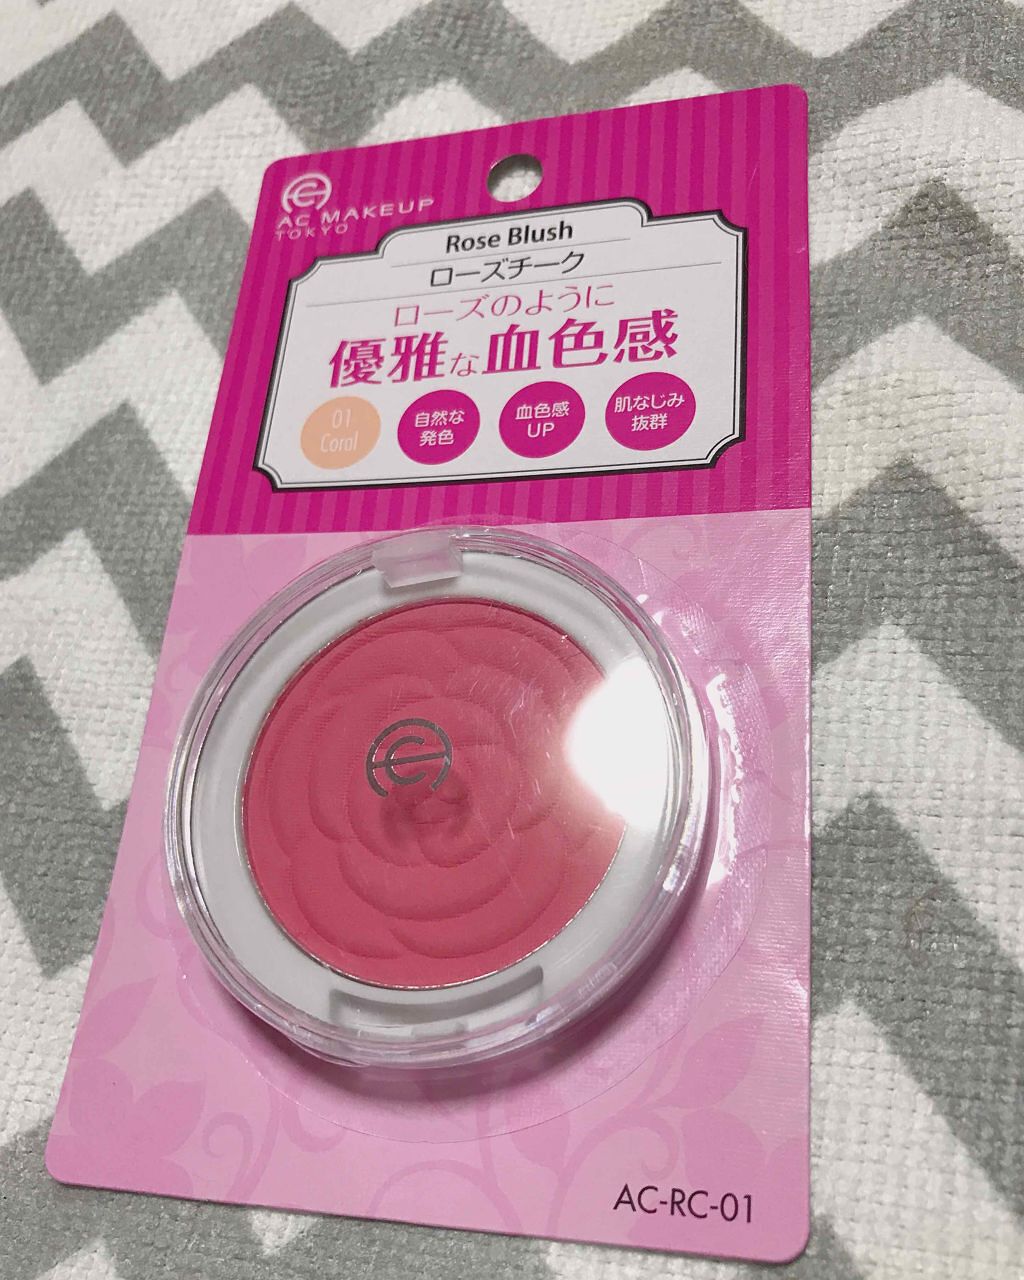 AC MAKEUP
TOKYO
Rose Blush
ローズチーク
ローズのように
優雅な血色感
01
Coral
自然な
発色
血色感
UP
肌なじみ
抜群
AC-RC-01